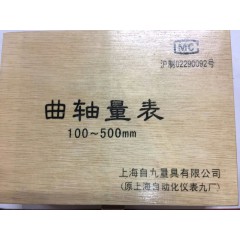 MC
沪制02290092号
曲轴量表
100~500mm
上海自九量具有限公司
(原上海自动化仪表九厂)